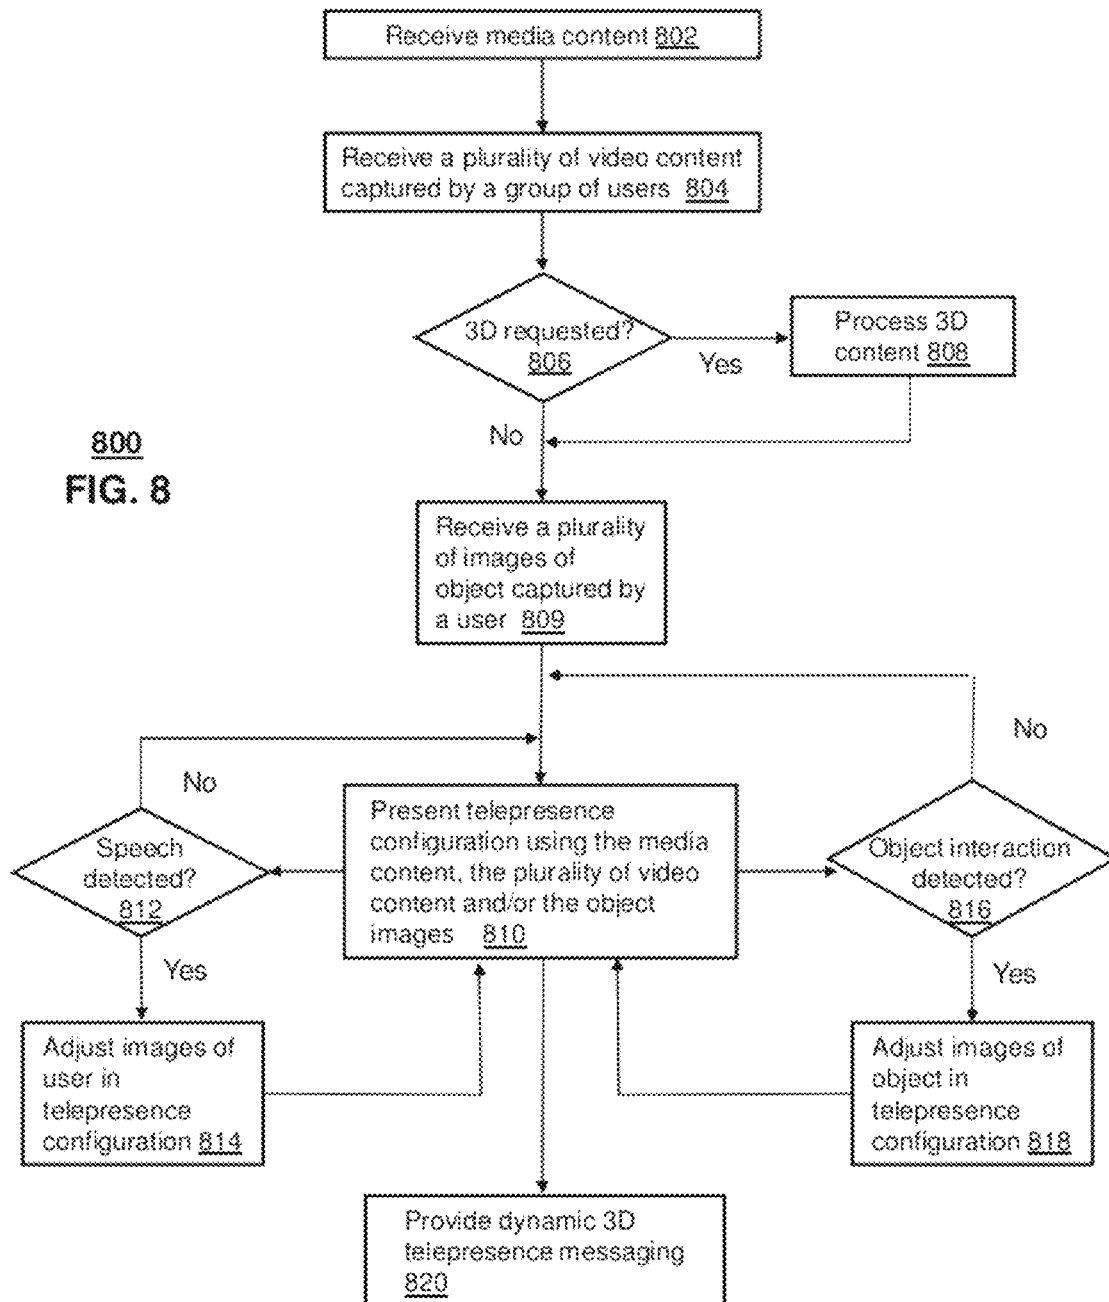 Receive media content 802
Receive a plurality of video content
captured by a group of users 804
3D requested?
806
Yes
Process 3D
content 808
No
800
FIG. 8
Receive a plurality
of images of
object captured by
a user 809
No
No
Speech
detected?
812
Present telepresence
configuration using the media
content, the plurality of video
content and/or the object
images 810
Object interaction
detected?
816
Yes
Yes
Adjust images of
user in
telepresence
configuration 814
Adjust images of
object in
telepresence
configuration 818
Provide dynamic 3D
telepresence messaging
820